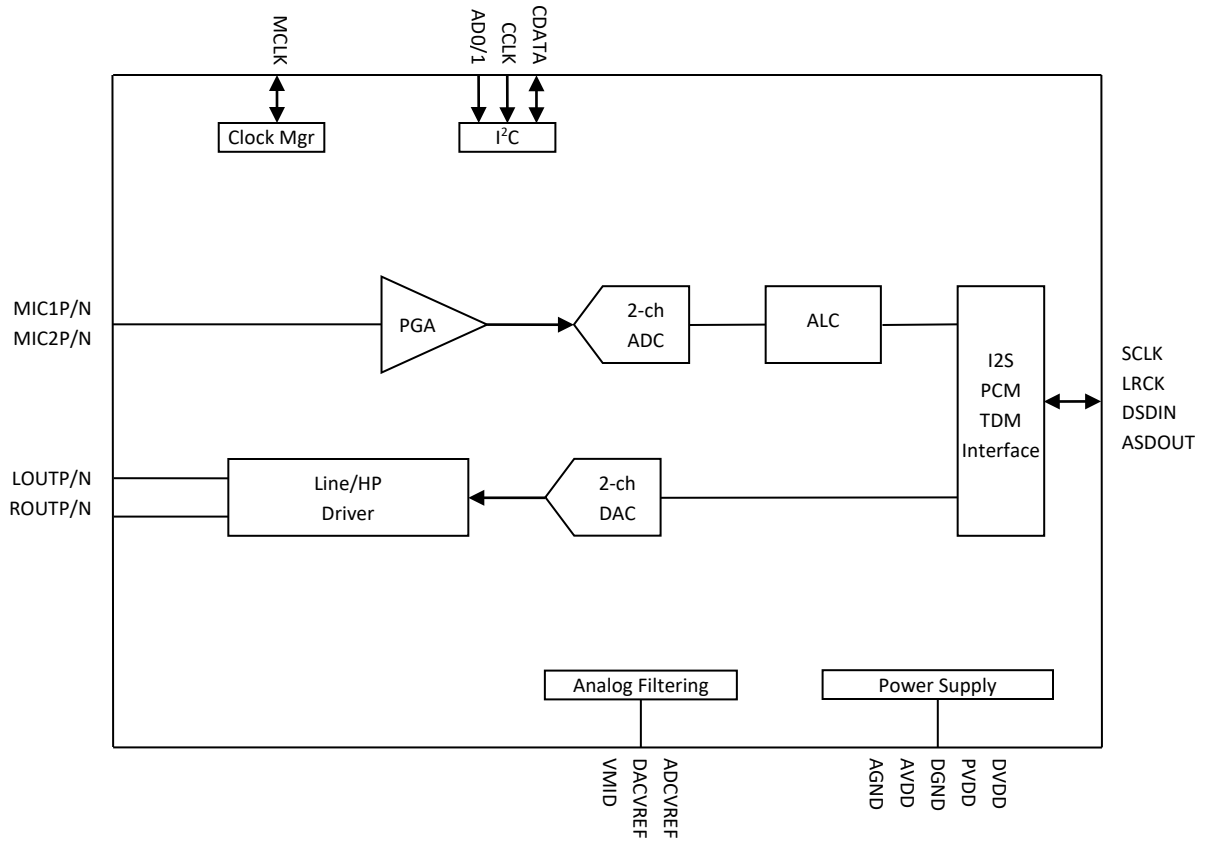 MCLK
AD0/1
CCLK
CDATA
Clock Mgr
I²C
MIC1P/N
MIC2P/N
PGA
2-ch
ADC
ALC
I2S
PCM
TDM
Interface
SCLK
LRCK
DSDIN
ASDOUT
LOUTP/N
ROUTP/N
Line/HP
Driver
2-ch
DAC
Analog Filtering
Power Supply
VMID
DACVREF
ADCVREF
AGND
AVDD
DGND
PVDD
DVDD